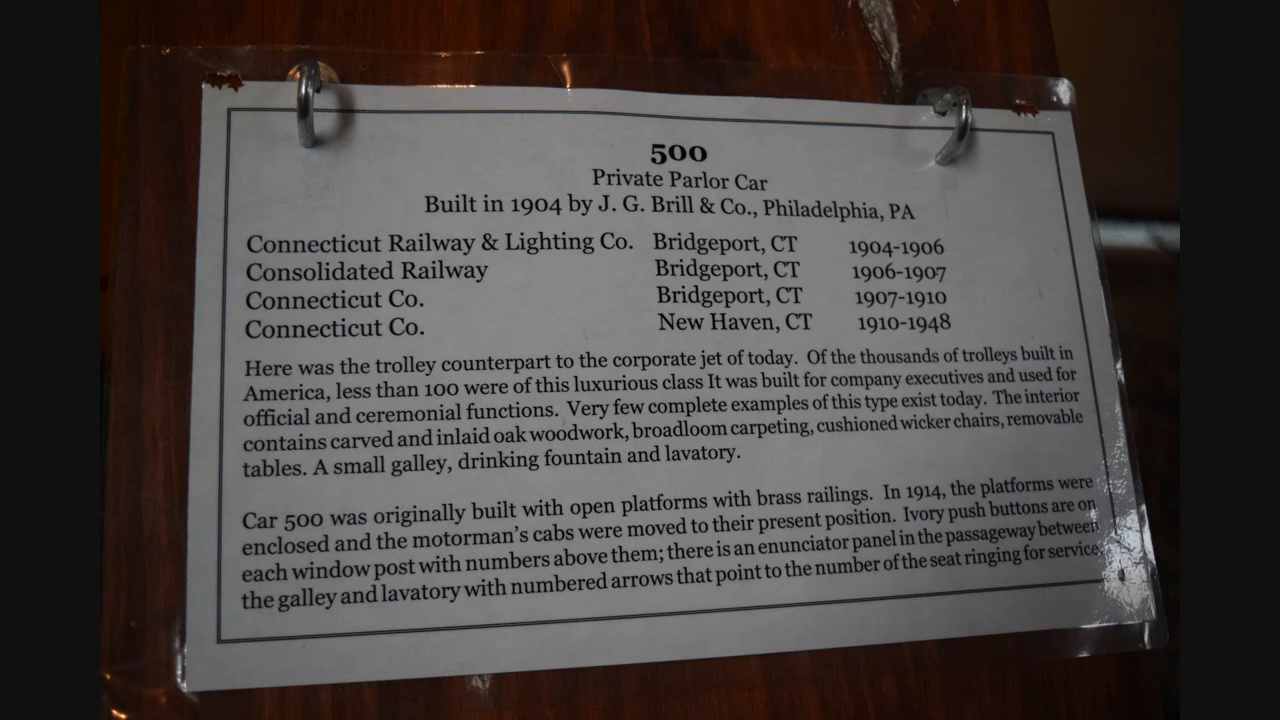 500
Private Parlor Car
Built in 1904 by J. G. Brill & Co., Philadelphia, PA
Connecticut Railway & Lighting Co. Bridgeport, CT 1904-1906
Consolidated Railway Bridgeport, CT 1906-1907
Connecticut Co. Bridgeport, CT 1907-1910
Connecticut Co. New Haven, CT 1910-1948
Here was the trolley counterpart to the corporate jet of today. Of the thousands of trolleys built in
America, less than 100 were of this luxurious class It was built for company executives and used for
official and ceremonial functions. Very few complete examples of this type exist today. The interior
contains carved and inlaid oak woodwork, broadloom carpeting, cushioned wicker chairs, removable
tables. A small galley, drinking fountain and lavatory.
Car 500 was originally built with open platforms with brass railings. In 1914, the platforms were
enclosed and the motorman's cabs were moved to their present position. Ivory push buttons are on
each window post with numbers above them; there is an enunciator panel in the passageway between
the galley and lavatory with numbered arrows that point to the number of the seat ringing for service.